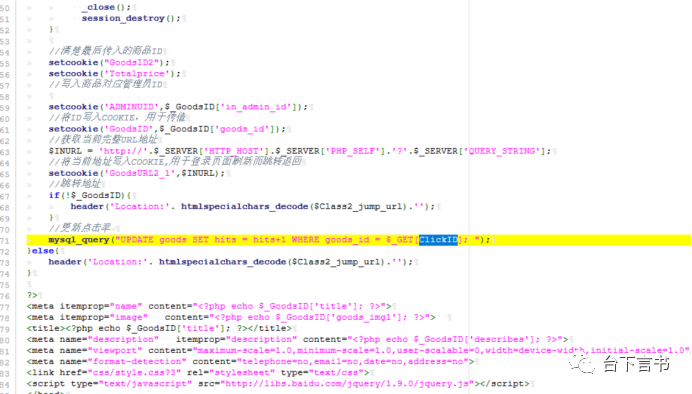 50 _close();
51 session_destroy();
52 }
53
54 //清楚最后传入的商品ID
55 setcookie("GoodsID2");
56 setcookie('Totalprice');
57 //写入商品对应管理员ID
58
59 setcookie('ADMINUID',$_GoodsID['in_admin_id']);
60 //将ID写入COOKIE，用于传值
61 setcookie('GoodsID',$_GoodsID['goods_id']);
62 //获取当前完整URL地址
63 $INURL = 'http://'.$_SERVER['HTTP_HOST'].$_SERVER['PHP_SELF'].'?'.$_SERVER['QUERY_STRING'];
64 //将当前地址写入COOKIE,用于登录页面刷新而跳转返回
65 setcookie('GoodsURL2_1',$INURL);
66 //跳转地址
67 if(!$_GoodsID){
68 header('Location:'. htmlspecialchars_decode($Class2_jump_url).'');
69 }
70 //更新点击率
71 mysql_query("UPDATE goods SET hits = hits+1 WHERE goods_id = $_GET[ClickID]; ");
72 }else{
73 header('Location:'. htmlspecialchars_decode($Class2_jump_url).'');
74 }
75
76 ?>
77 <meta itemprop="name" content="<?php echo $_GoodsID['title']; ?>">
78 <meta itemprop="image" content="<?php echo $_GoodsID['goods_img1']; ?>">
79 <title><?php echo $_GoodsID['title']; ?></title>
80 <meta name="description" itemprop="description" content="<?php echo $_GoodsID['describes']; ?>">
81 <meta name="viewport" content="maximum-scale=1.0,minimum-scale=1.0,user-scalable=0,width=device-width,initial-scale=1.0"
82 <meta name="format-detection" content="telephone=no,email=no,date=no,address=no">
83 <link href="css/style.css?3" rel="stylesheet" type="text/css">
84 <script type="text/javascript" src="http://libs.baidu.com/jquery/1.9.0/jquery.js"></script>
台下言书